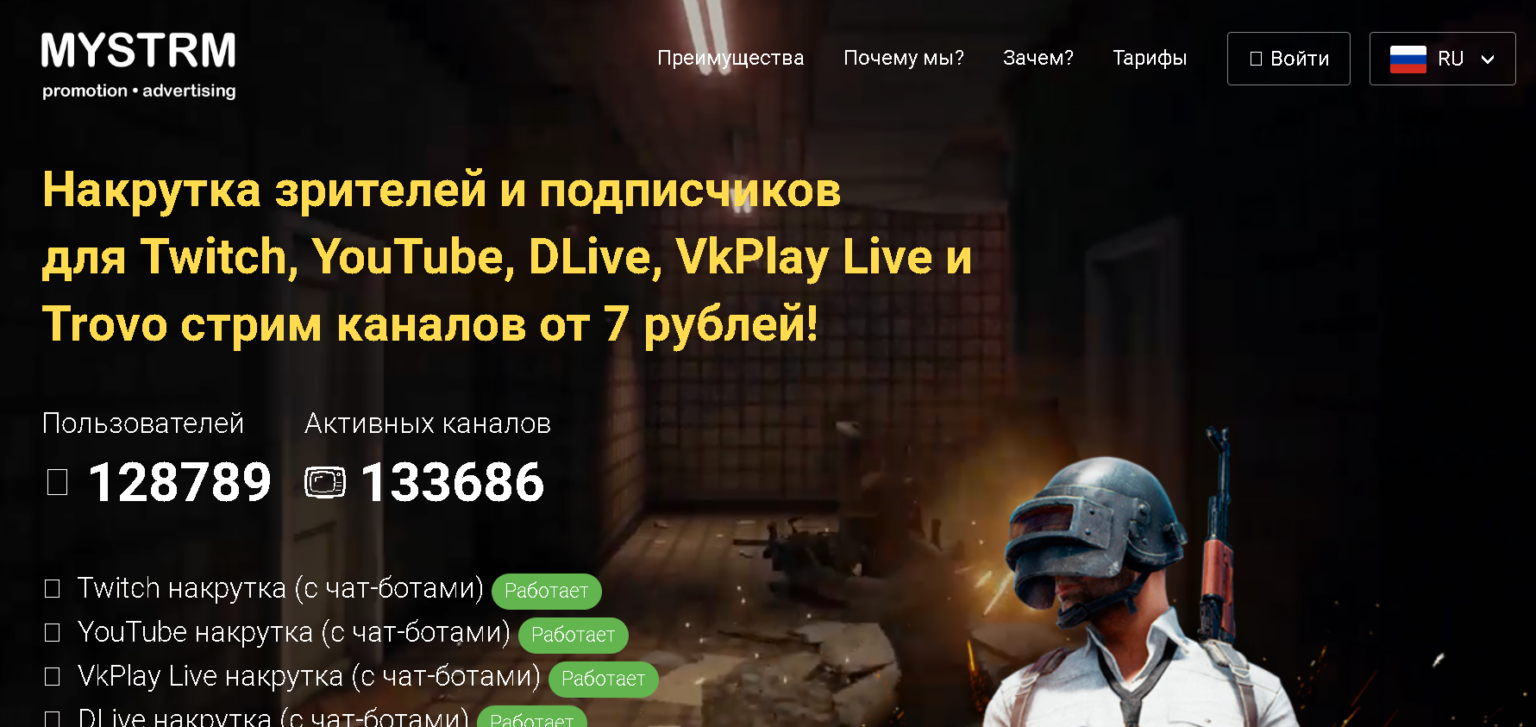 MYSTRM
promotion • advertising
Преимущества
Почему мы?
Зачем?
Тарифы
Войти
RU
Накрутка зрителей и подписчиков
для Twitch, YouTube, DLive, VkPlay Live и
Trovo стрим каналов от 7 рублей!
Пользователей
Активных каналов
128789
133686
Twitch накрутка (с чат-ботами) Работает
YouTube накрутка (с чат-ботами) Работает
VkPlay Live накрутка (с чат-ботами) Работает
DLive накрутка (с чат-ботами) Работает